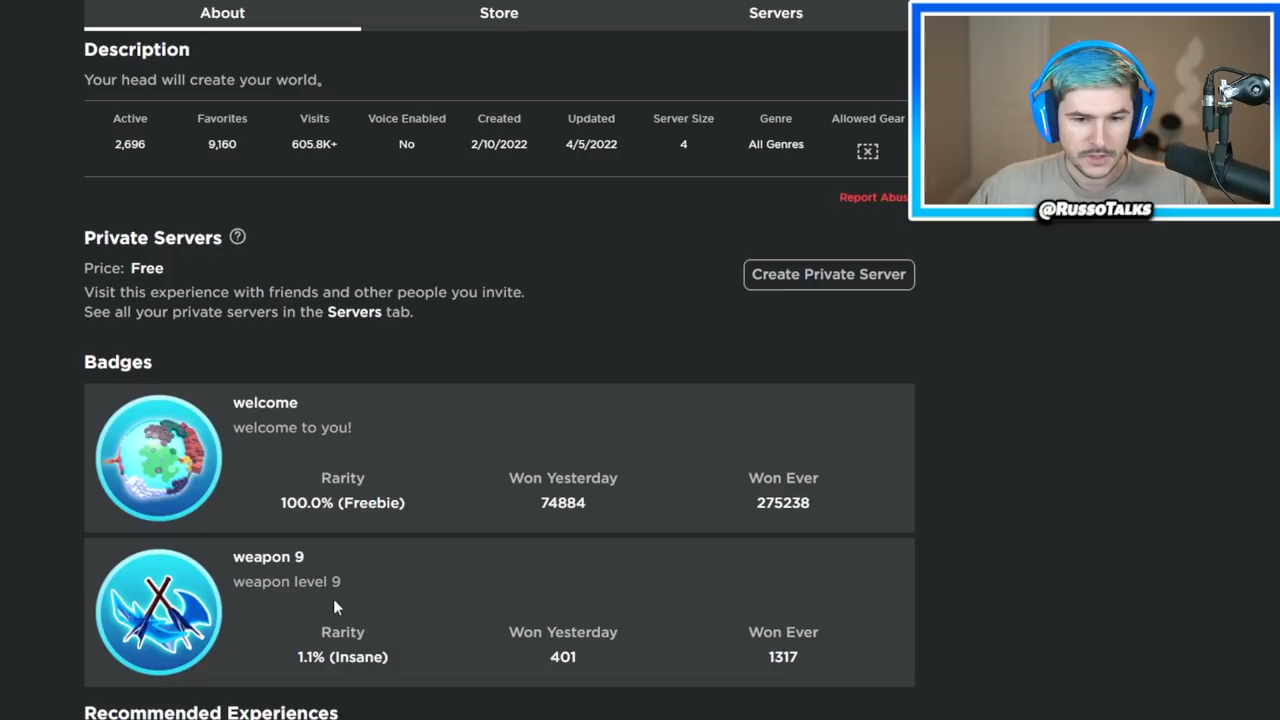 About Store Servers
Description
Your head will create your world。
Active Favorites Visits Voice Enabled Created Updated Server Size Genre Allowed Gear
2,696 9,160 605.8K+ No 2/10/2022 4/5/2022 4 All Genres
Report Abus
@RussoTalks
Private Servers
Price: Free
Create Private Server
Visit this experience with friends and other people you invite.
See all your private servers in the Servers tab.
Badges
welcome
welcome to you!
Rarity Won Yesterday Won Ever
100.0% (Freebie) 74884 275238
weapon 9
weapon level 9
Rarity Won Yesterday Won Ever
1.1% (Insane) 401 1317
Recommended Experiences